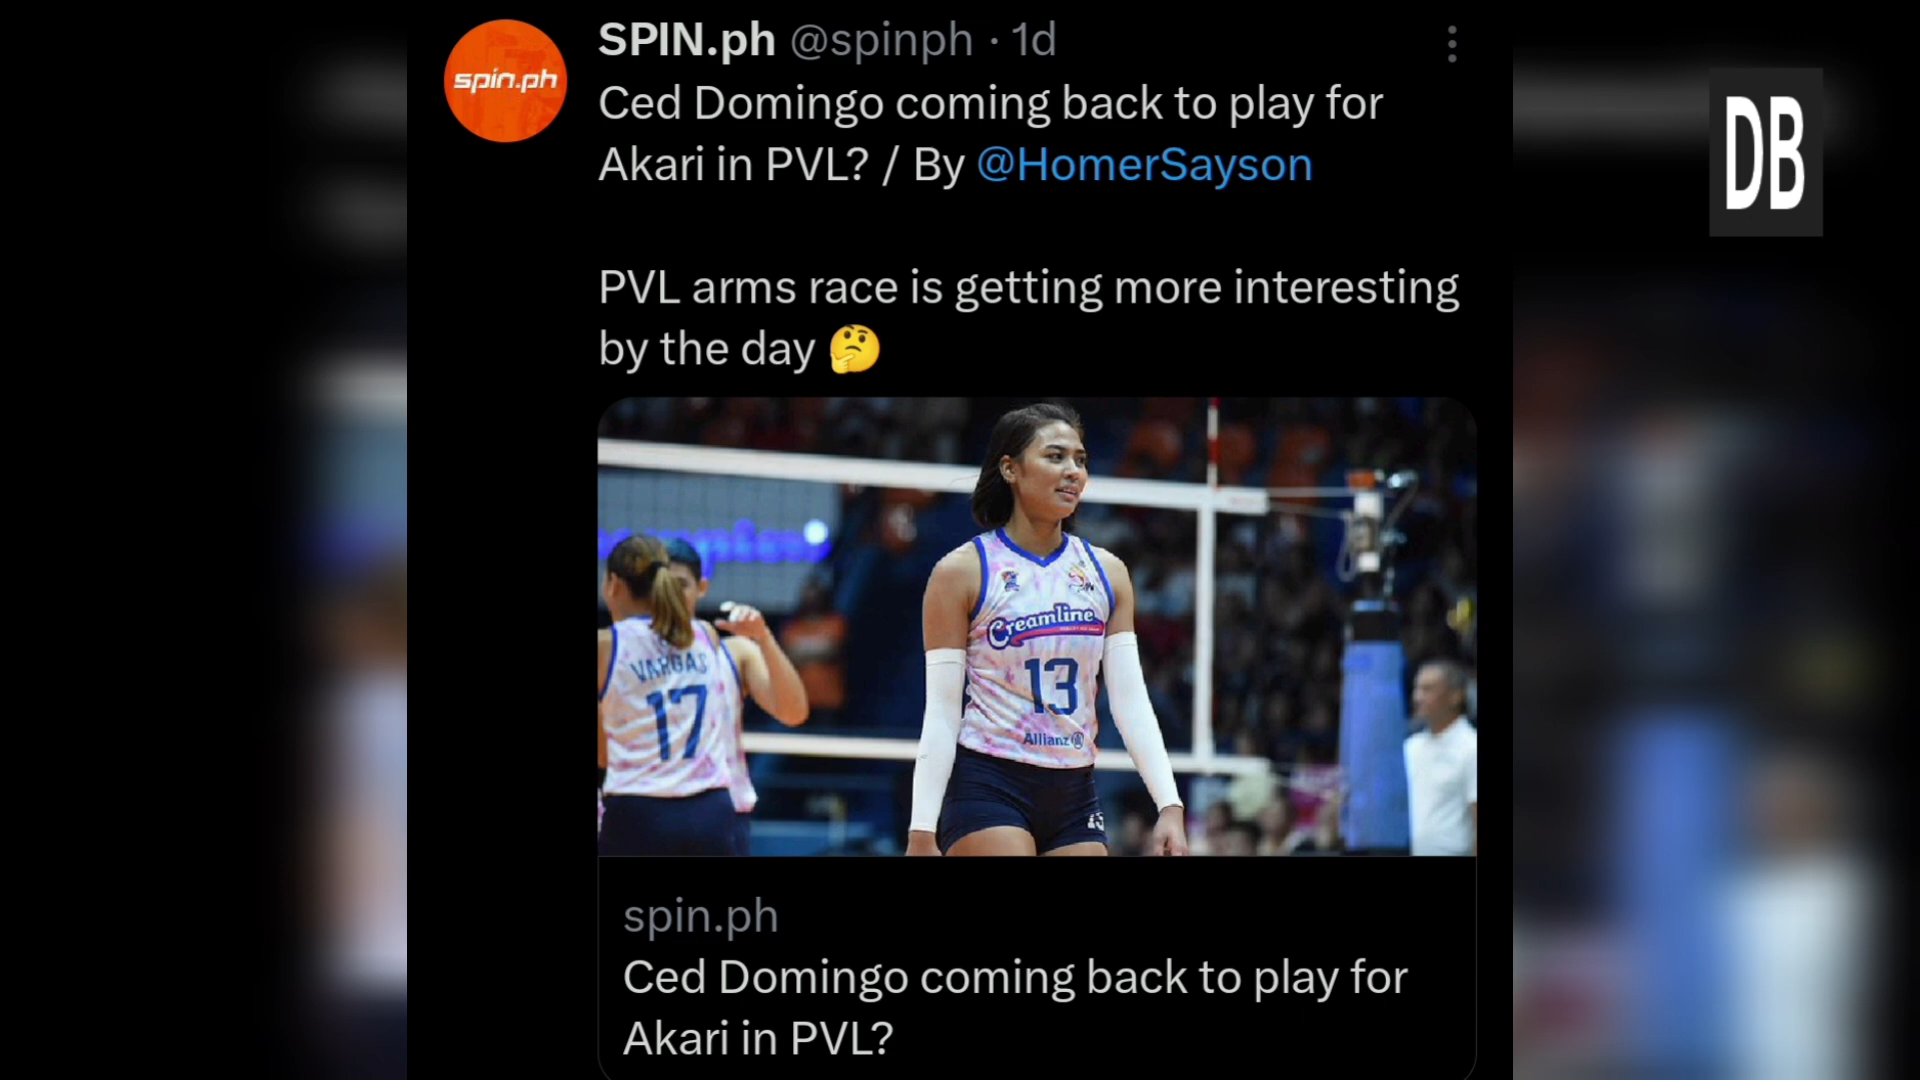 SPIN.ph @spinph · 1d
spin.ph
Ced Domingo coming back to play for
Akari in PVL? / By @HomerSayson
DB
PVL arms race is getting more interesting
by the day 🤔
Creamline
VARGAS
17
13
Allianz
13
spin.ph
Ced Domingo coming back to play for
Akari in PVL?